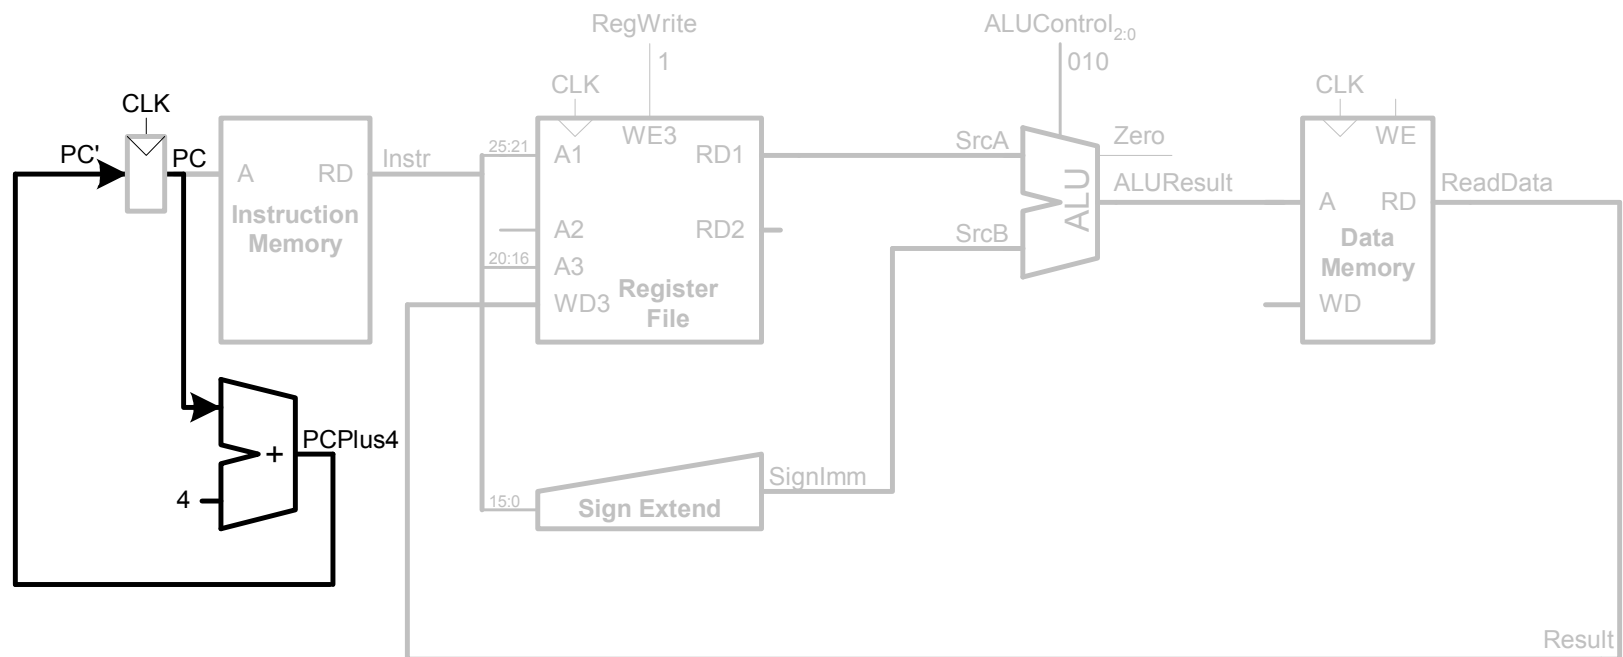 RegWrite
ALUControl2:0
1
010
CLK
CLK
CLK
PC'
PC
A
RD
Instruction
Memory
Instr
25:21
A1
WE3
RD1
A2
RD2
20:16
A3
WD3
Register
File
SrcA
SrcB
ALU
Zero
ALUResult
WE
A
RD
Data
Memory
WD
ReadData
+
PCPlus4
4
15:0
Sign Extend
SignImm
Result